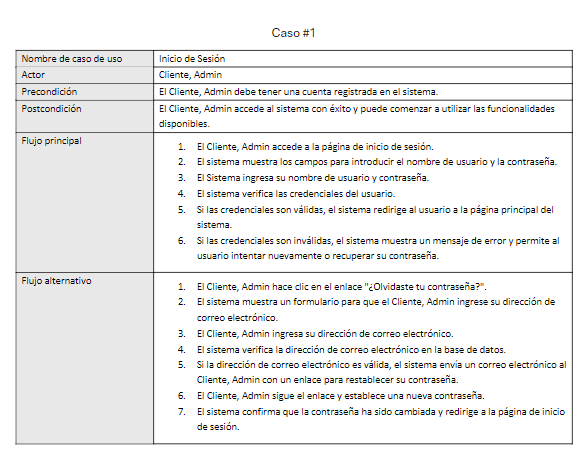 Caso #1
Nombre de caso de uso
Inicio de Sesión
Actor
Cliente, Admin
Precondición
El Cliente, Admin debe tener una cuenta registrada en el sistema.
Postcondición
El Cliente, Admin accede al sistema con éxito y puede comenzar a utilizar las funcionalidades
disponibles.
Flujo principal
1. El Cliente, Admin accede a la página de inicio de sesión.
2. El sistema muestra los campos para introducir el nombre de usuario y la contraseña.
3. El Sistema ingresa su nombre de usuario y contraseña.
4. El sistema verifica las credenciales del usuario.
5. Si las credenciales son válidas, el sistema redirige al usuario a la página principal del
sistema.
6. Si las credenciales son inválidas, el sistema muestra un mensaje de error y permite al
usuario intentar nuevamente o recuperar su contraseña.
Flujo alternativo
1. El Cliente, Admin hace clic en el enlace "¿Olvidaste tu contraseña?".
2. El sistema muestra un formulario para que el Cliente, Admin ingrese su dirección de
correo electrónico.
3. El Cliente, Admin ingresa su dirección de correo electrónico.
4. El sistema verifica la dirección de correo electrónico en la base de datos.
5. Si la dirección de correo electrónico es válida, el sistema envía un correo electrónico al
Cliente, Admin con un enlace para restablecer su contraseña.
6. El Cliente, Admin sigue el enlace y establece una nueva contraseña.
7. El sistema confirma que la contraseña ha sido cambiada y redirige a la página de inicio
de sesión.